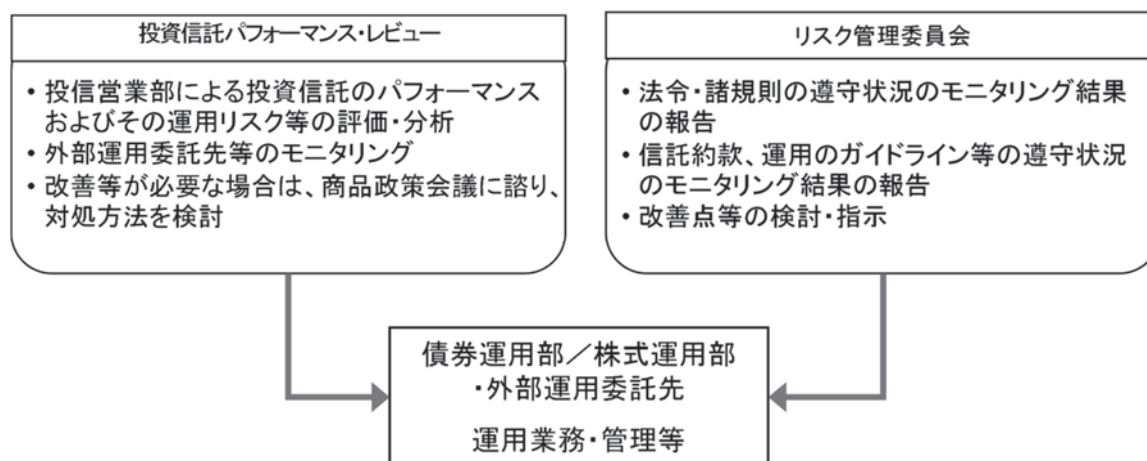 投資信託パフォーマンス・レビュー
• 投信営業部による投資信託のパフォーマンス
およびその運用リスク等の評価・分析
• 外部運用委託先等のモニタリング
• 改善等が必要な場合は、商品政策会議に諮り、
対処方法を検討
リスク管理委員会
• 法令・諸規則の遵守状況のモニタリング結果
の報告
• 信託約款、運用のガイドライン等の遵守状況
のモニタリング結果の報告
• 改善点等の検討・指示
債券運用部／株式運用部
・外部運用委託先
運用業務・管理等